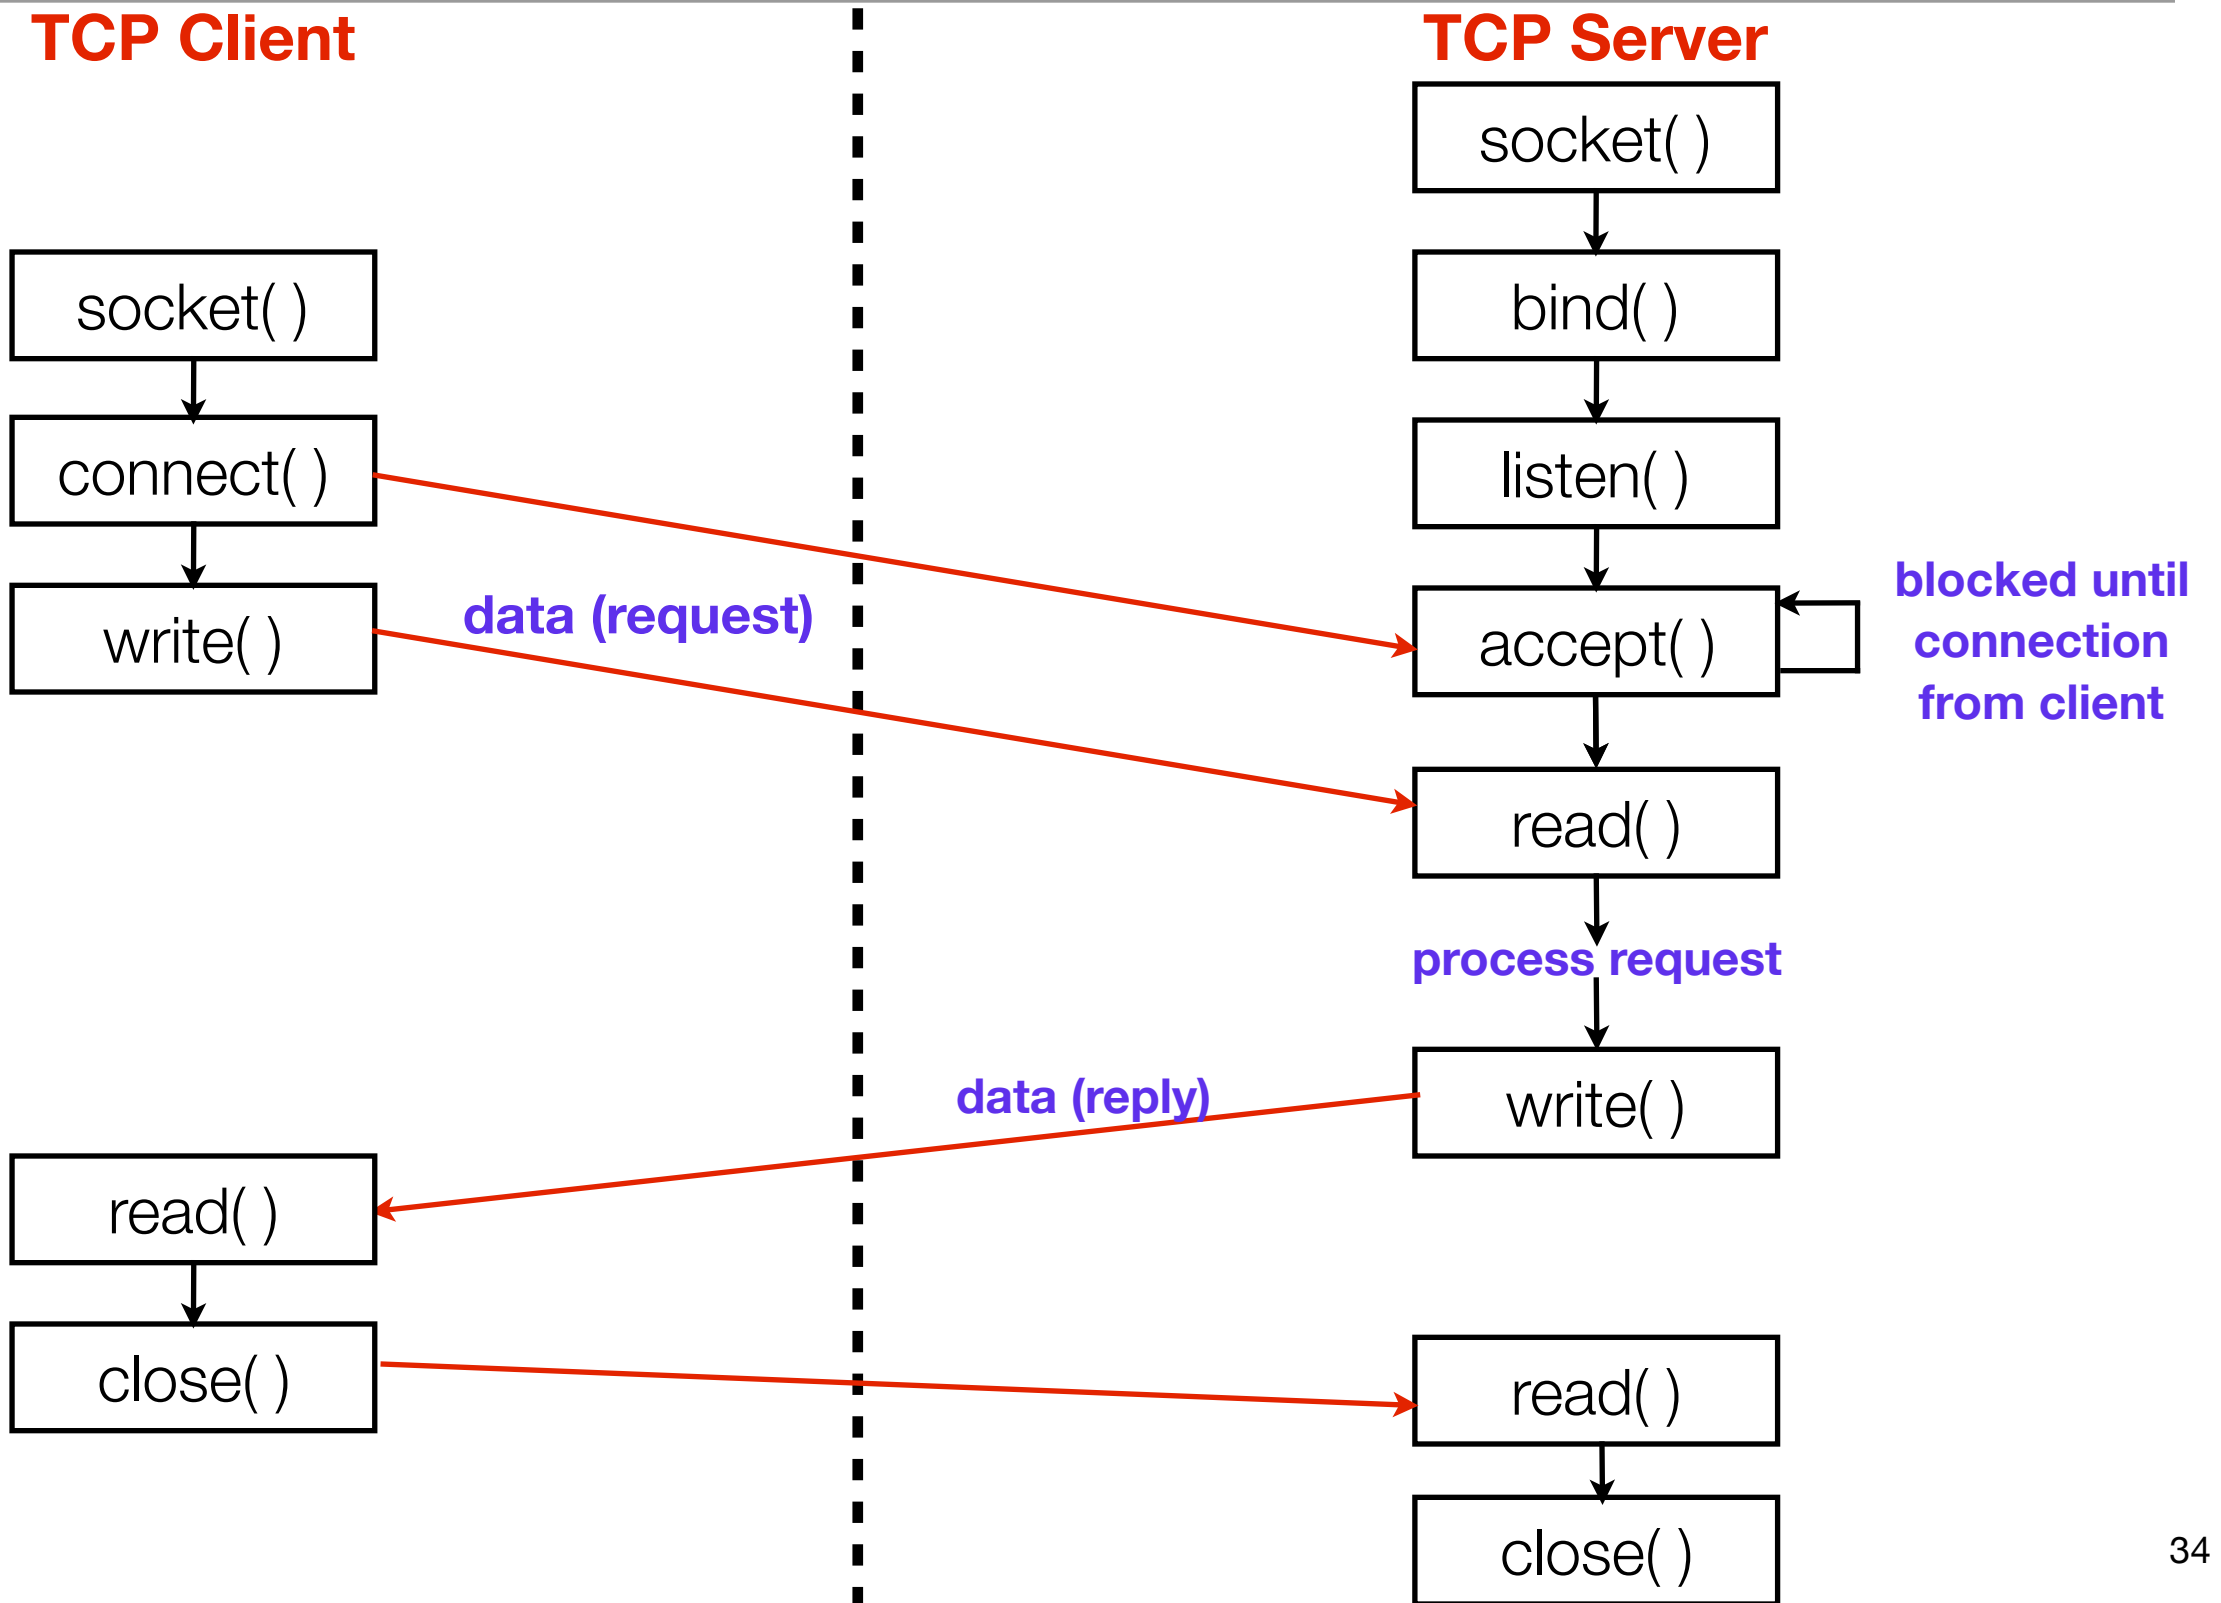 TCP Client
TCP Server
socket( )
socket( )
bind( )
connect( )
listen( )
write( )
data (request)
accept( )
blocked until
connection
from client
read( )
process request
data (reply)
write( )
read( )
close( )
read( )
close( )
34